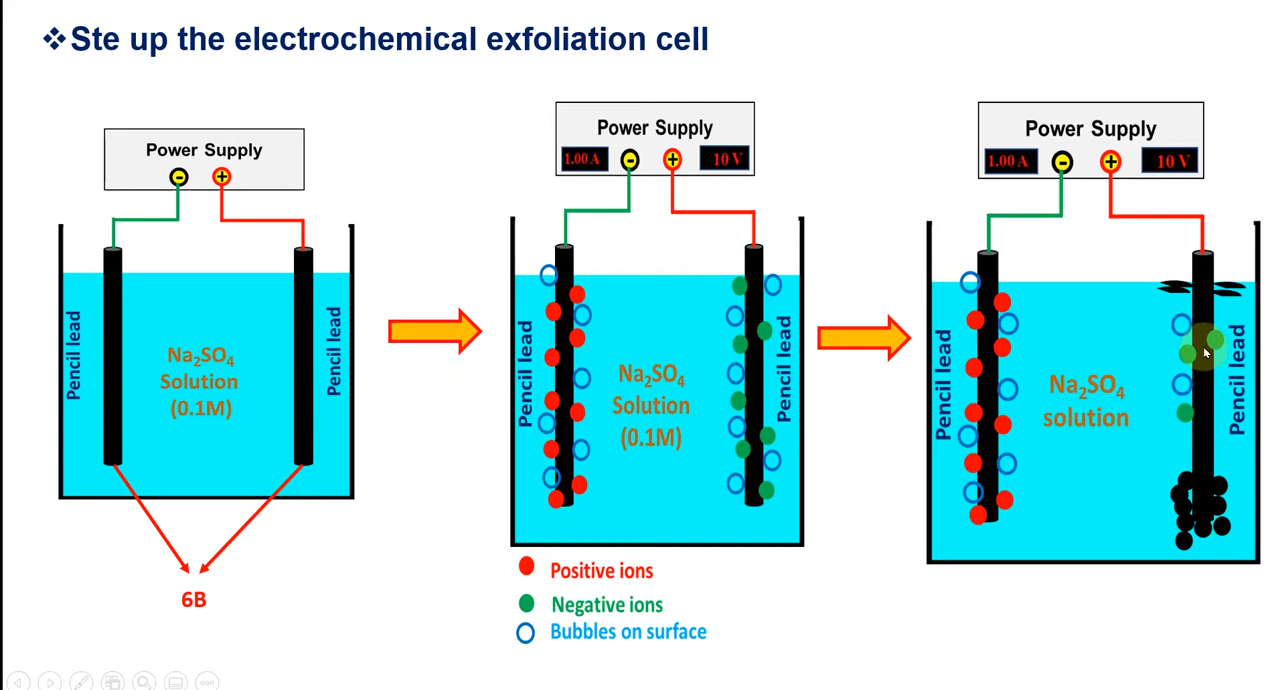 ❖Ste up the electrochemical exfoliation cell
Power Supply
- +
Pencil lead
Na₂SO₄
Solution
(0.1M)
Pencil lead
6B
Power Supply
1.00 A - + 10 V
Pencil lead
Na₂SO₄
Solution
(0.1M)
Pencil lead
Positive ions
Negative ions
Bubbles on surface
Power Supply
1.00 A - + 10 V
Pencil lead
Na₂SO₄
solution
Pencil lead